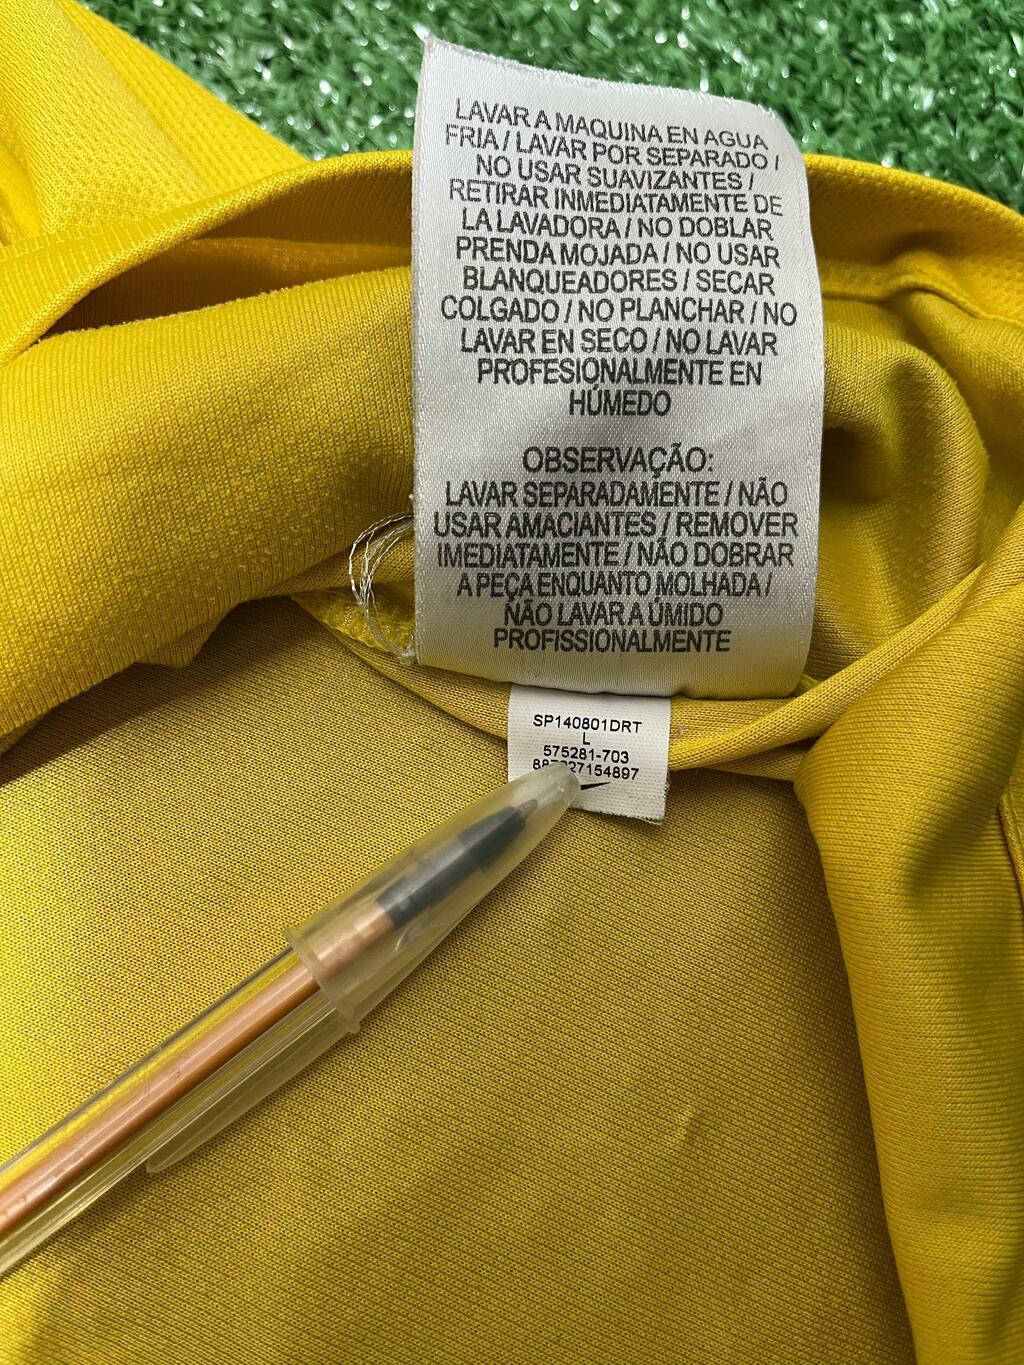 LAVAR A MAQUINA EN AGUA
FRIA / LAVAR POR SEPARADO /
NO USAR SUAVIZANTES /
RETIRAR INMEDIATAMENTE DE
LA LAVADORA / NO DOBLAR
PRENDA MOJADA / NO USAR
BLANQUEADORES / SECAR
COLGADO / NO PLANCHAR / NO
LAVAR EN SECO / NO LAVAR
PROFESIONALMENTE EN
HÚMEDO
OBSERVAÇÃO:
LAVAR SEPARADAMENTE / NÃO
USAR AMACIANTES / REMOVER
IMEDIATAMENTE / NÃO DOBRAR
A PEÇA ENQUANTO MOLHADA /
NÃO LAVAR A ÚMIDO
PROFISSIONALMENTE
SP140801DRT
L
575281-703